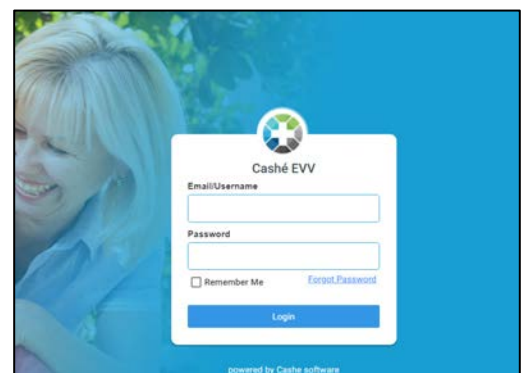 Cashé EVV
Email/Username
Password
Remember Me Forgot Password
Login
powered by Cashe software